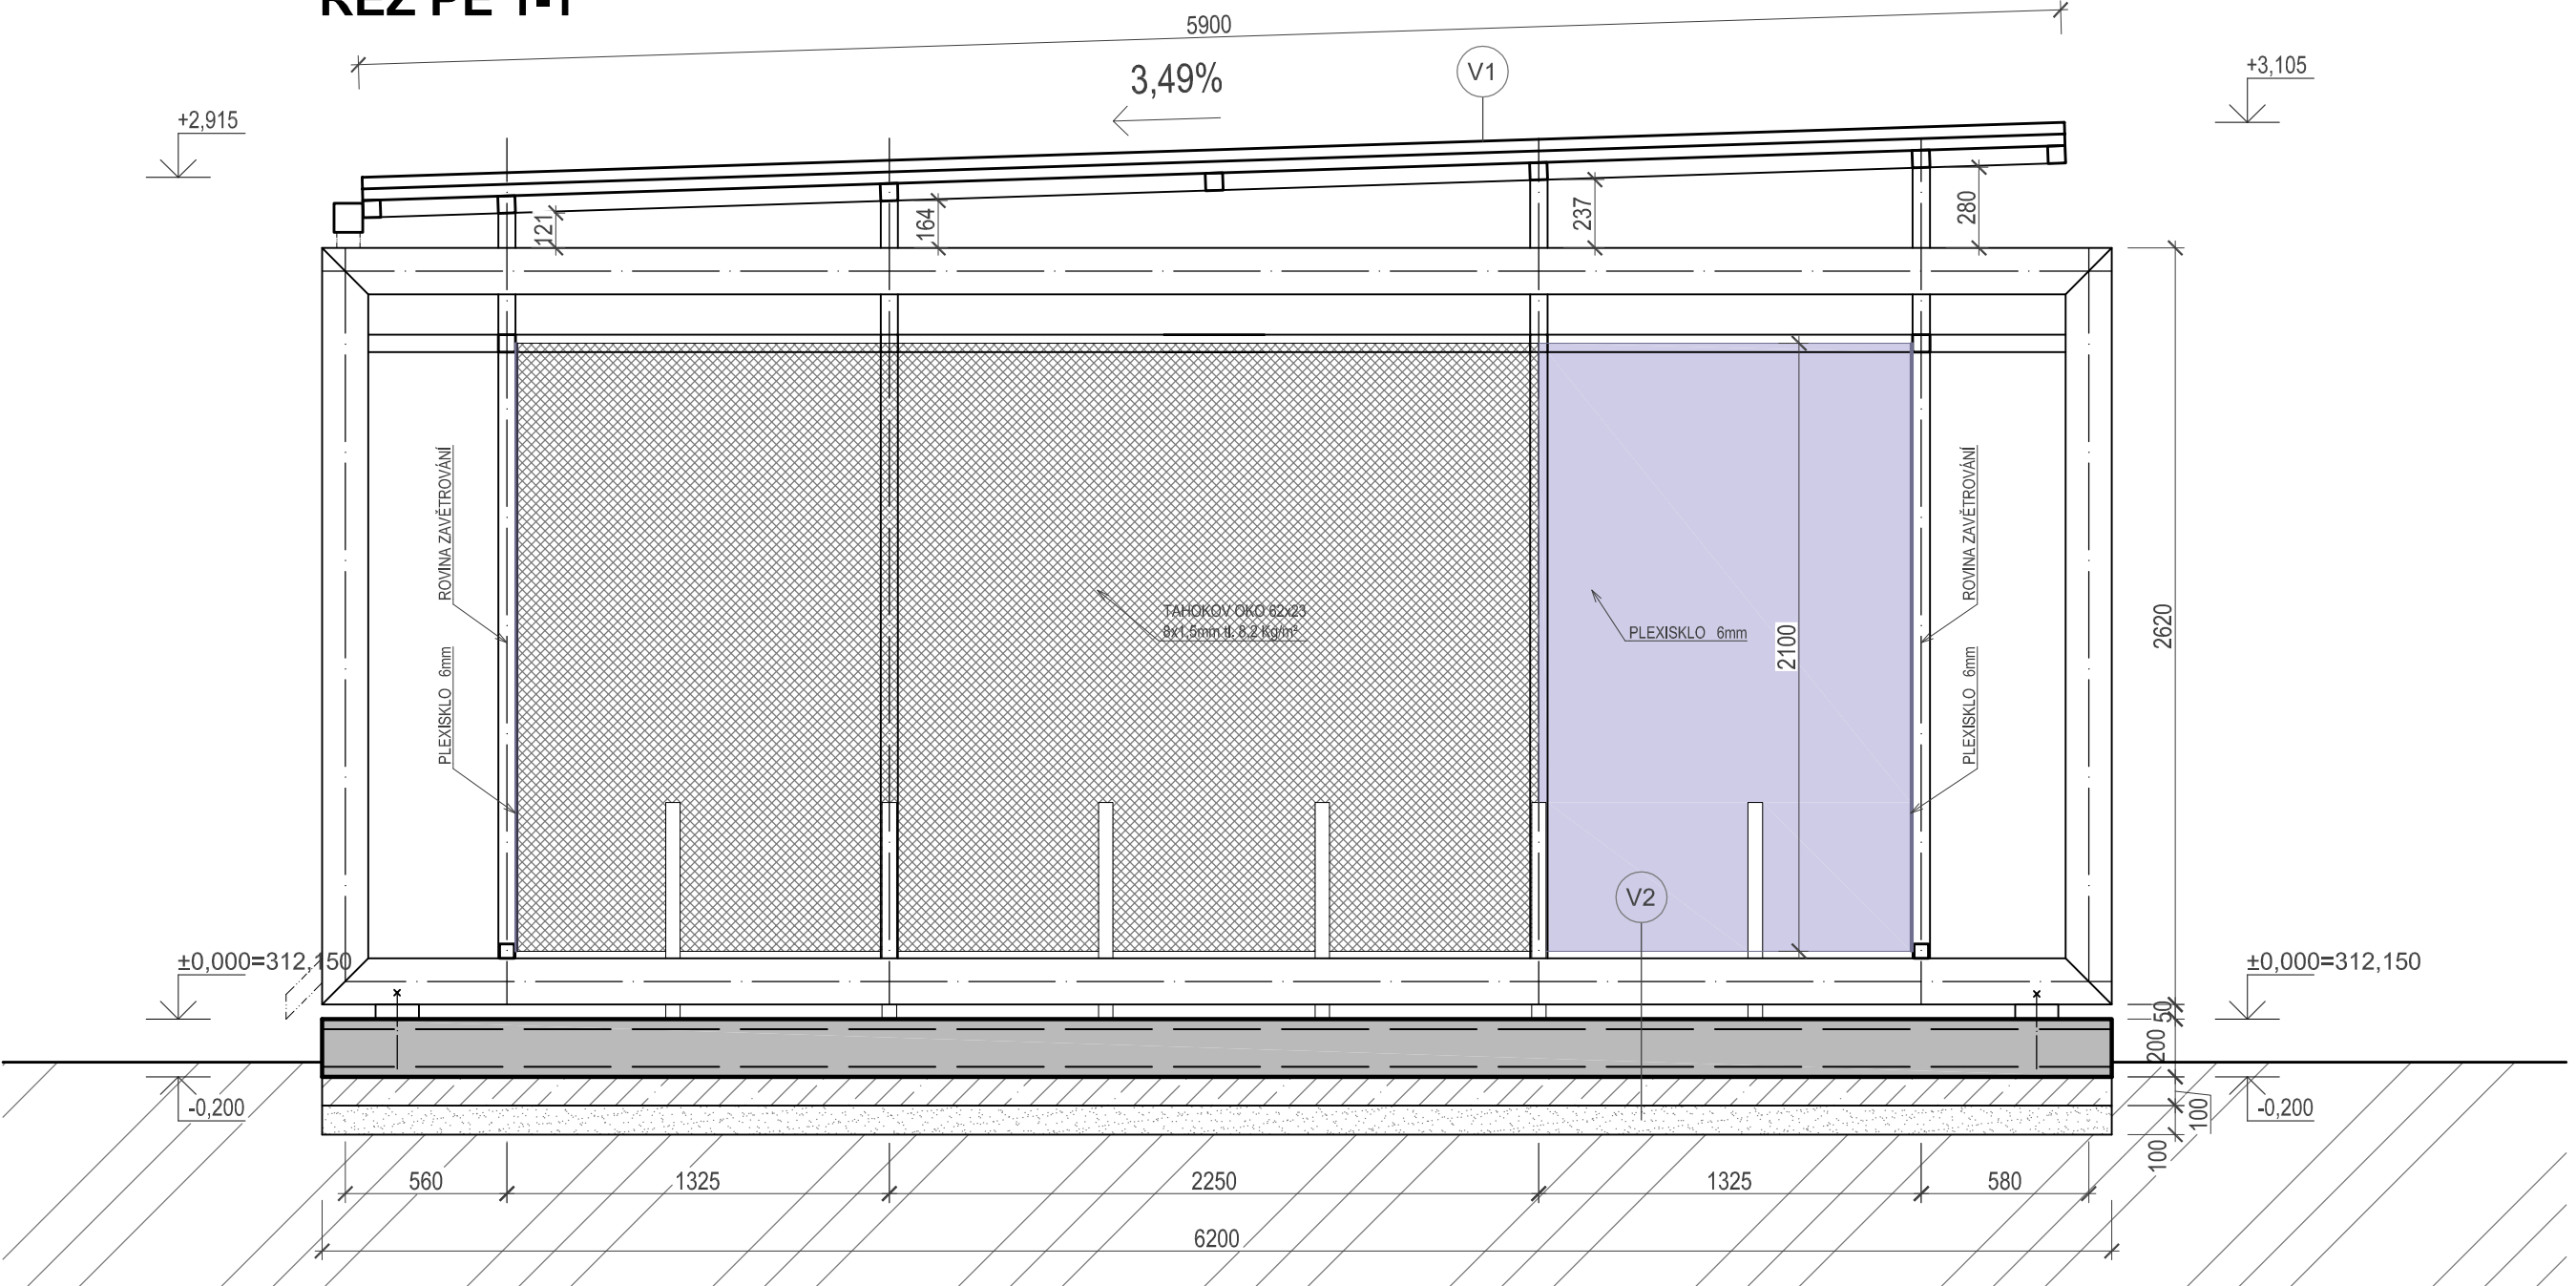 ŘEZ PE 1-1
5900
3,49%
V1
+3,105
+2,915
121
164
237
280
ROVINA ZAVĚTROVÁNÍ
PLEXISKLO 6mm
TAHOKOV OKO 62x23
8x1,5mm tl. 8,2 Kg/m²
PLEXISKLO 6mm
2100
ROVINA ZAVĚTROVÁNÍ
PLEXISKLO 6mm
2620
V2
±0,000=312,150
±0,000=312,150
50
200
-0,200
100
-0,200
100
560
1325
2250
1325
580
6200